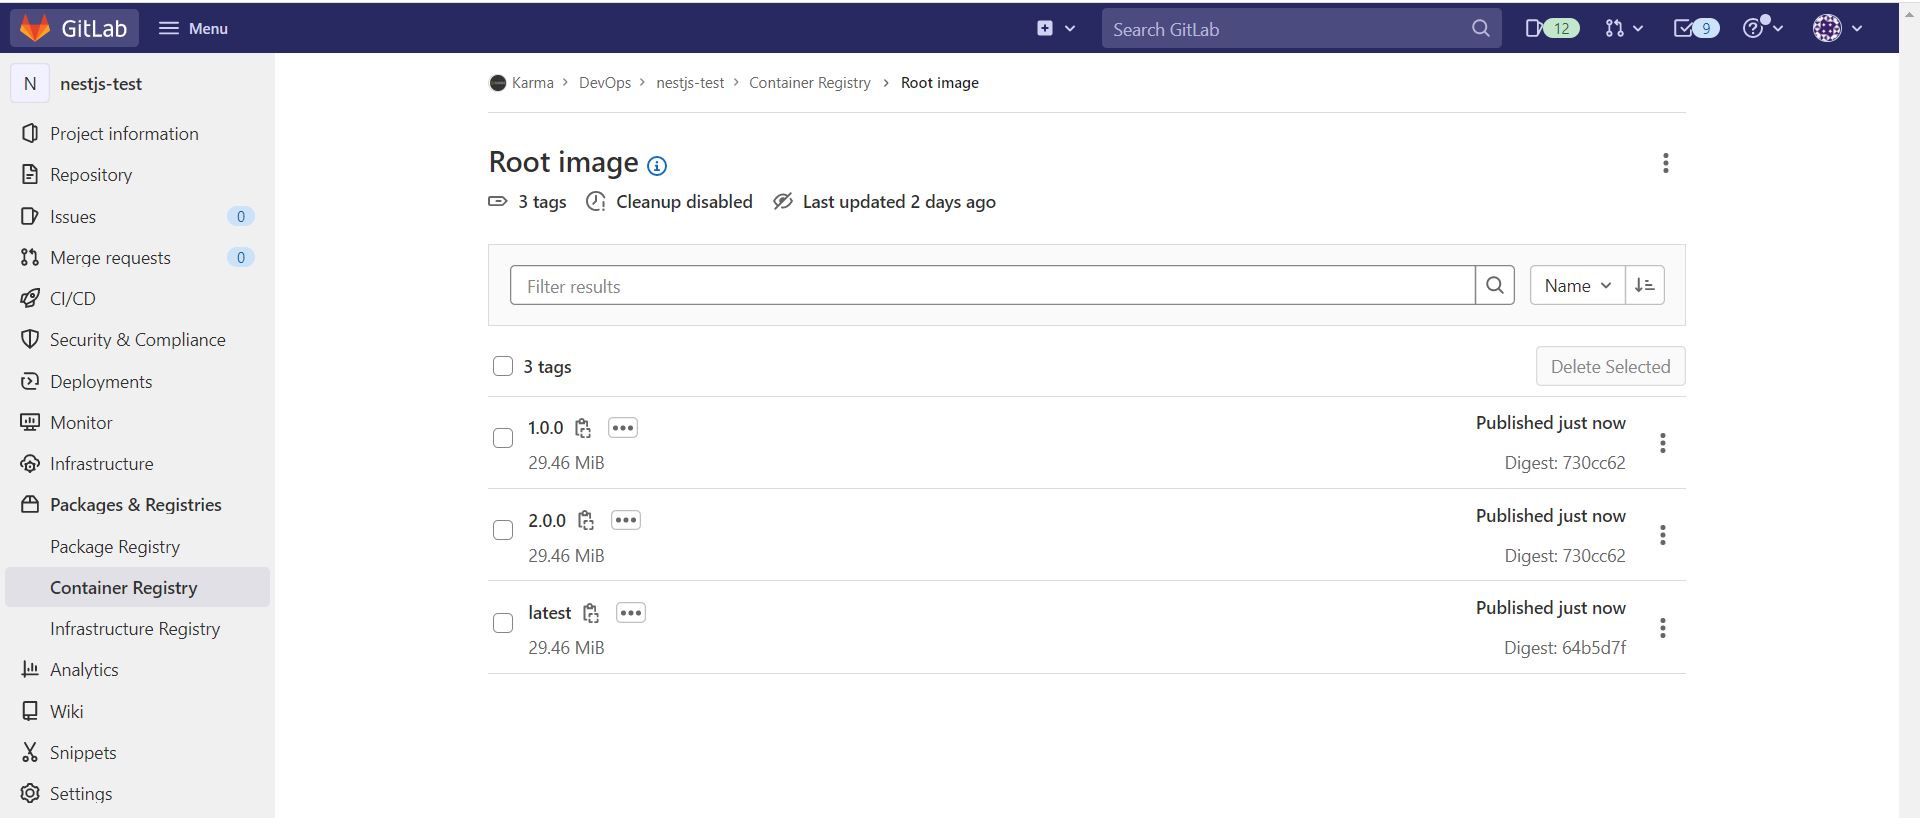 GitLab
Menu
Search GitLab
12
9
N nestjs-test
Project information
Repository
Issues 0
Merge requests 0
CI/CD
Security & Compliance
Deployments
Monitor
Infrastructure
Packages & Registries
Package Registry
Container Registry
Infrastructure Registry
Analytics
Wiki
Snippets
Settings
Karma > DevOps > nestjs-test > Container Registry > Root image
Root image
3 tags Cleanup disabled Last updated 2 days ago
Filter results
Name
3 tags
Delete Selected
1.0.0 Published just now
29.46 MiB Digest: 730cc62
2.0.0 Published just now
29.46 MiB Digest: 730cc62
latest Published just now
29.46 MiB Digest: 64b5d7f